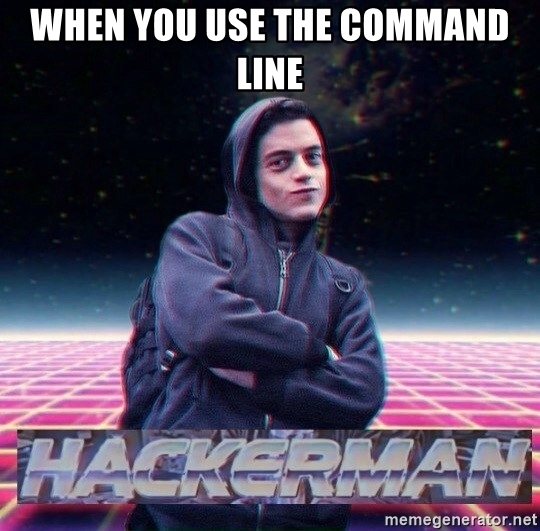 WHEN YOU USE THE COMMAND
LINE
HACKERMAN
memegenerator.net